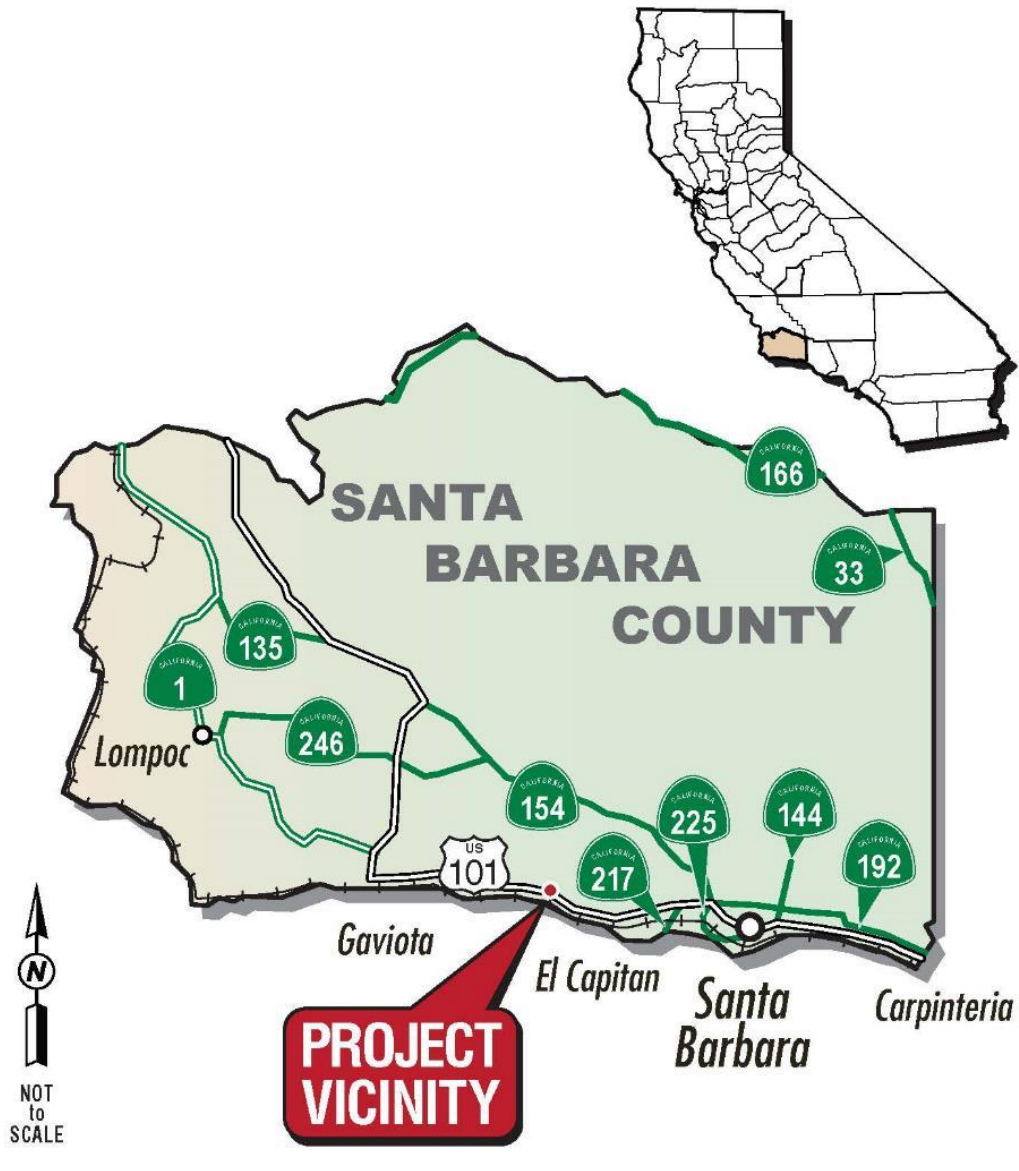 SANTA
BARBARA
COUNTY
CALIFORNIA
166
CALIFORNIA
33
CALIFORNIA
135
CALIFORNIA
1
Lompoc
CALIFORNIA
246
CALIFORNIA
154
CALIFORNIA
225
CALIFORNIA
144
US
101
CALIFORNIA
217
CALIFORNIA
192
Gaviota
El Capitan
Santa
Barbara
Carpinteria
PROJECT
VICINITY
N
NOT
to
SCALE